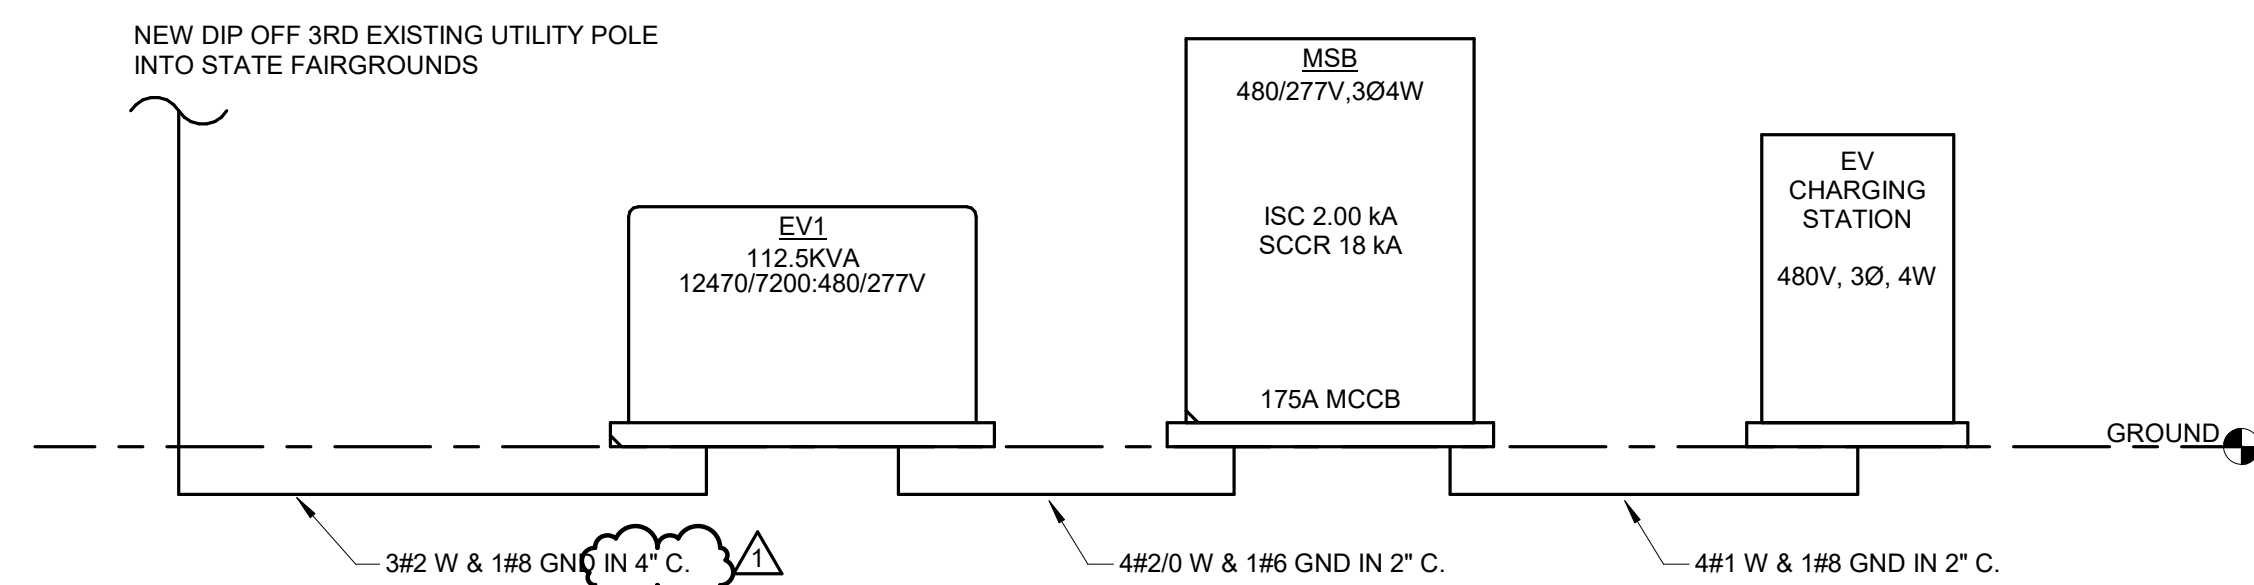 NEW DIP OFF 3RD EXISTING UTILITY POLE
INTO STATE FAIRGROUNDS
EV1
112.5KVA
12470/7200:480/277V
MSB
480/277V,3Ø4W
ISC 2.00 kA
SCCR 18 kA
175A MCCB
EV
CHARGING
STATION
480V, 3Ø, 4W
GROUND
3#2 W & 1#8 GND IN 4" C.
1
4#2/0 W & 1#6 GND IN 2" C.
4#1 W & 1#8 GND IN 2" C.